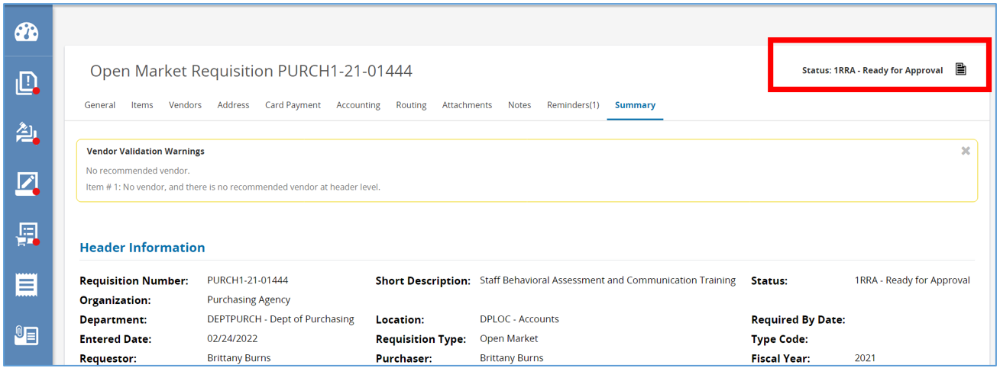 Open Market Requisition PURCH1-21-01444
Status: 1RRA - Ready for Approval
General Items Vendors Address Card Payment Accounting Routing Attachments Notes Reminders(1) Summary
Vendor Validation Warnings
No recommended vendor.
Item # 1: No vendor, and there is no recommended vendor at header level.
Header Information
Requisition Number: PURCH1-21-01444 Short Description: Staff Behavioral Assessment and Communication Training Status: 1RRA - Ready for Approval
Organization: Purchasing Agency
Department: DEPTPURCH - Dept of Purchasing Location: DPLOC - Accounts Required By Date:
Entered Date: 02/24/2022 Requisition Type: Open Market Type Code:
Requestor: Brittany Burns Purchaser: Brittany Burns Fiscal Year: 2021